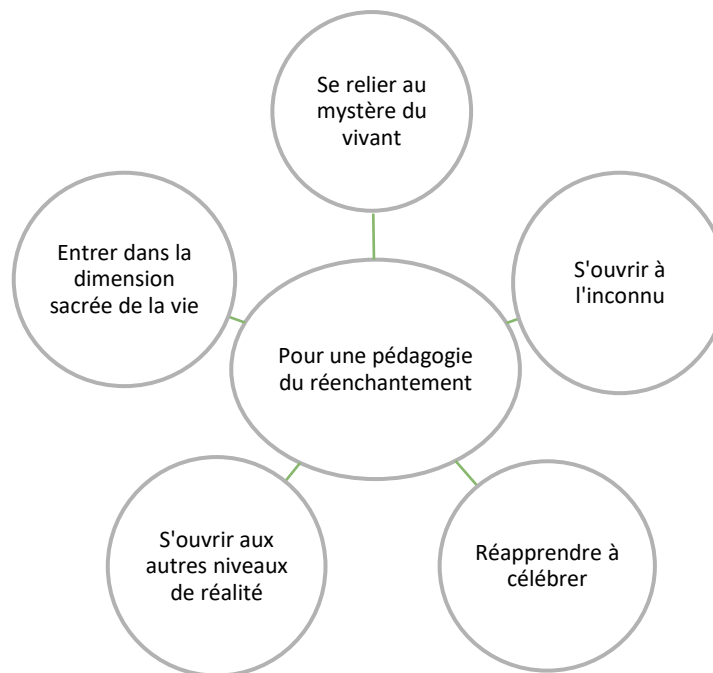 Se relier au
mystère du
vivant
Entrer dans la
dimension
sacrée de la vie
S'ouvrir à
l'inconnu
Pour une pédagogie
du réenchantement
S'ouvrir aux
autres niveaux
de réalité
Réapprendre à
célébrer